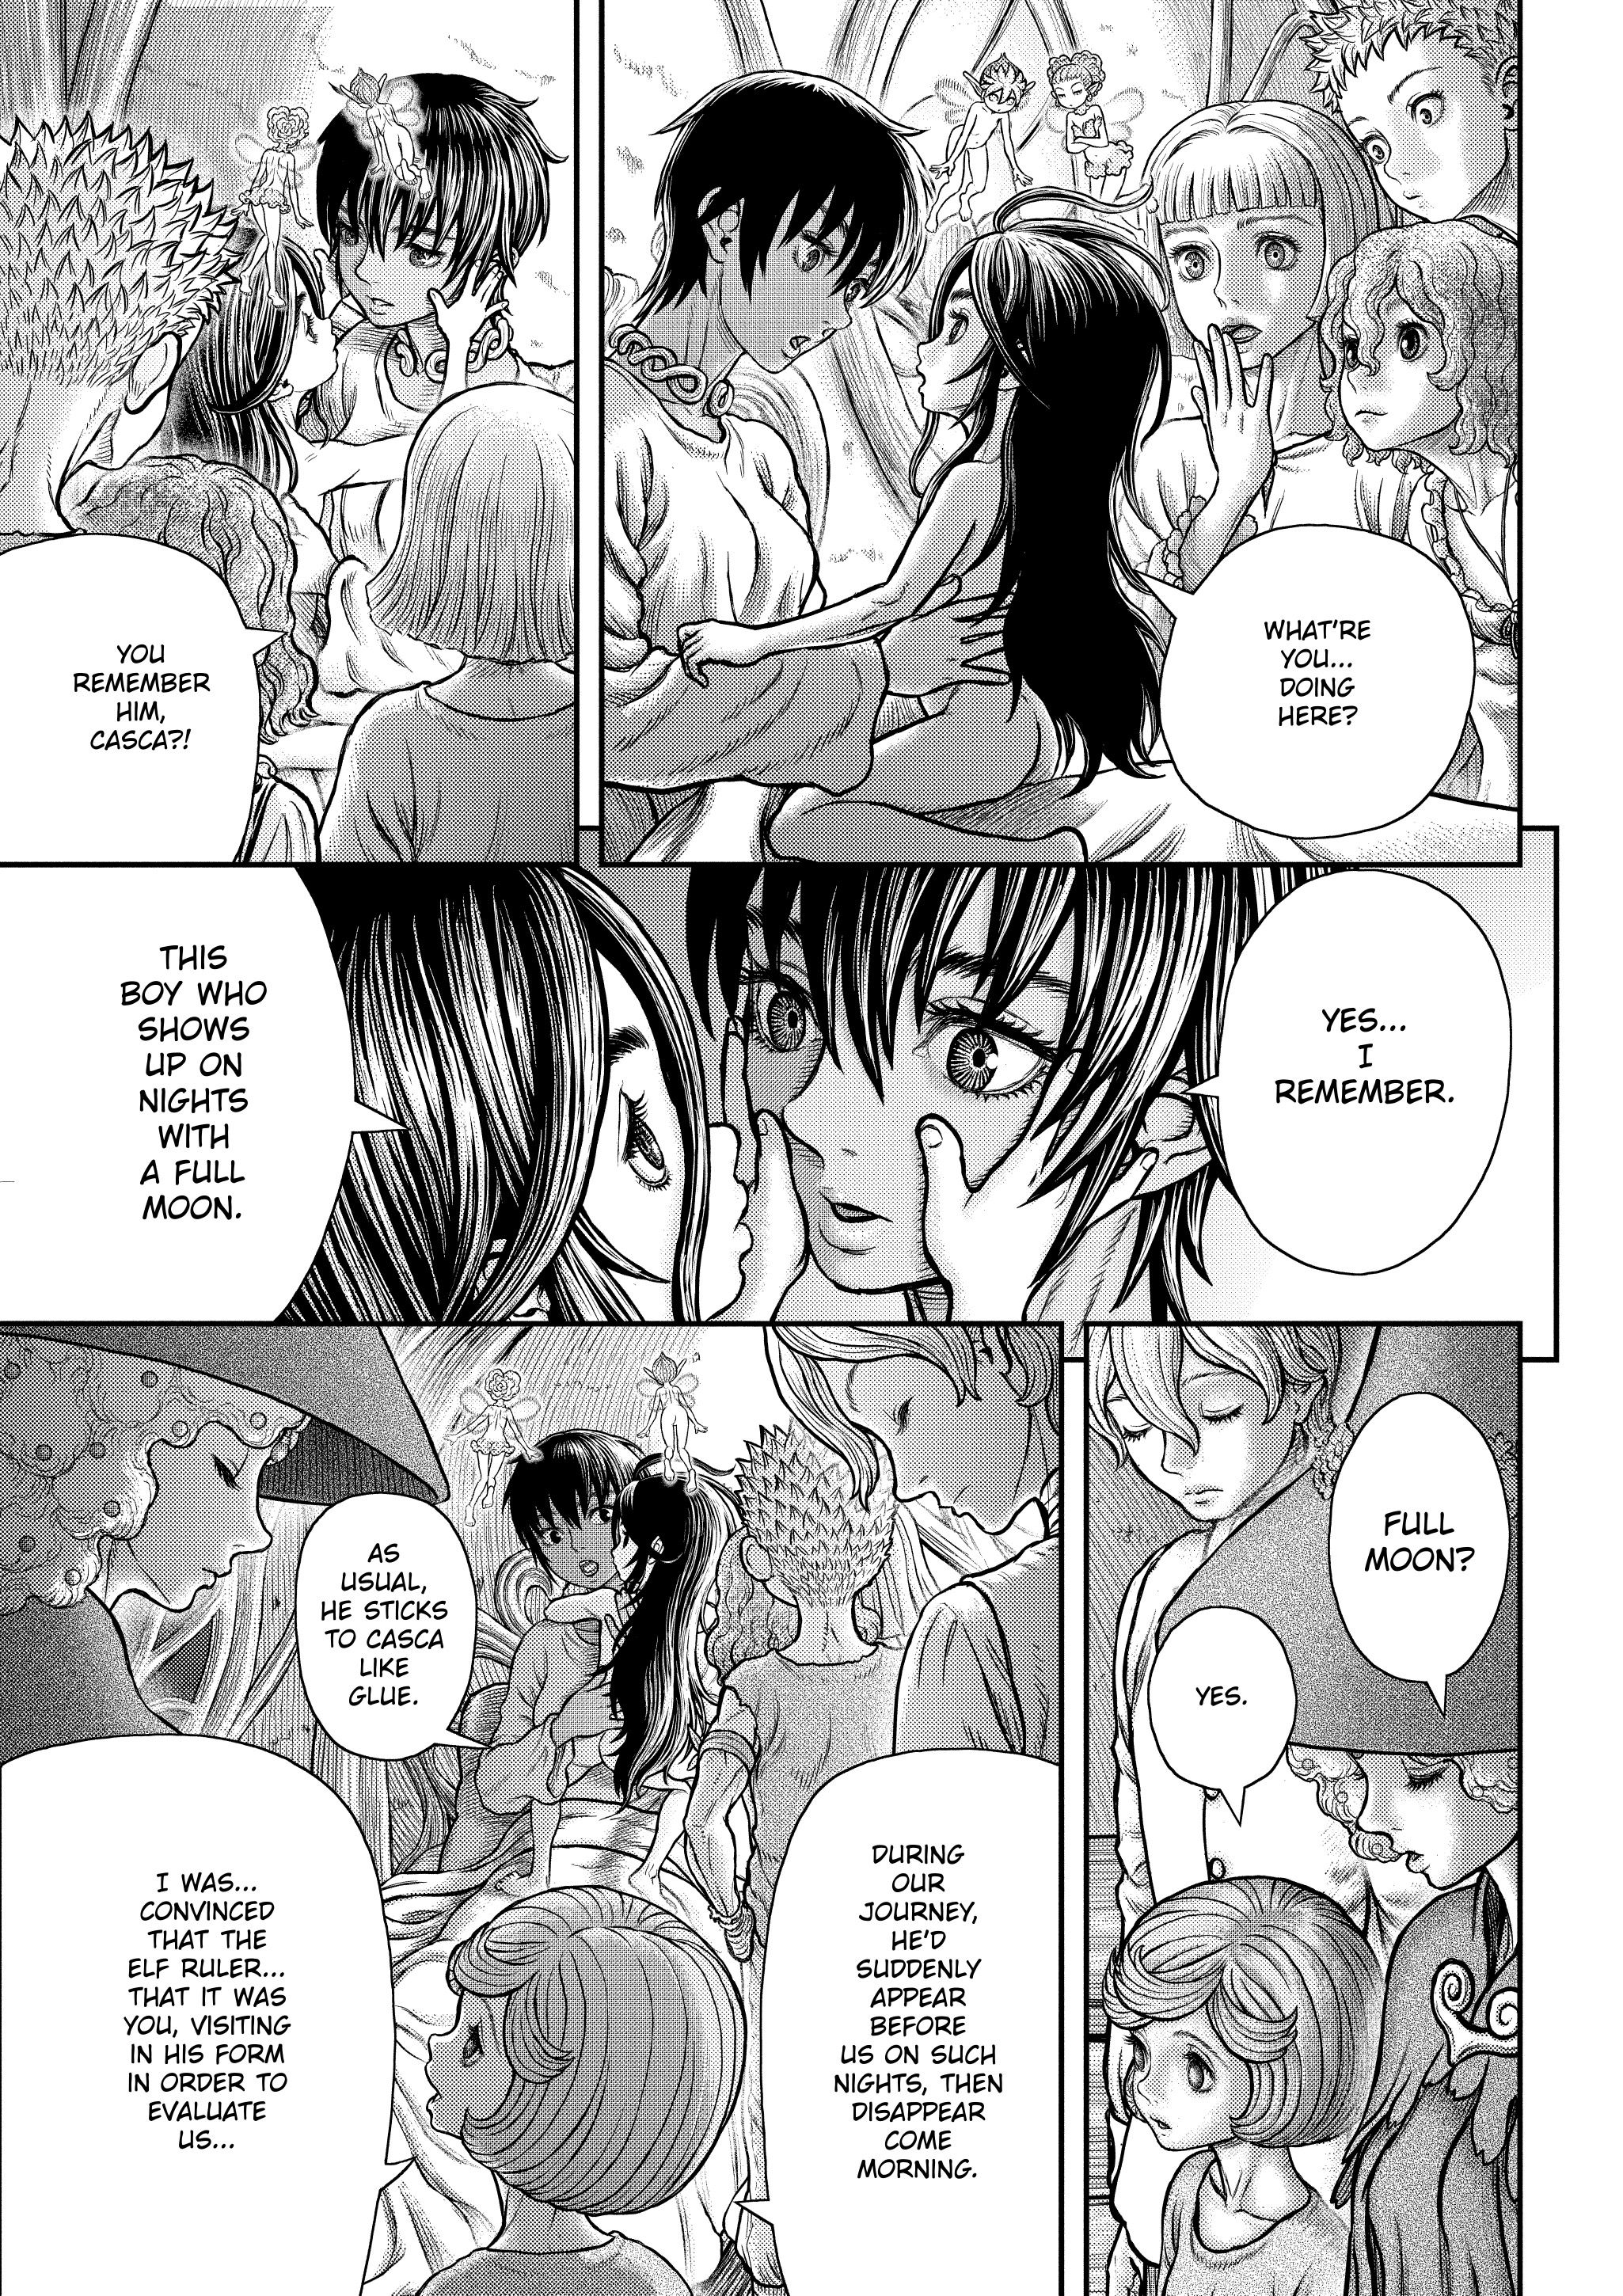 WHAT'RE
YOU...
DOING
HERE?
YOU
REMEMBER
HIM,
CASCA?!
YES...
I
REMEMBER.
THIS
BOY WHO
SHOWS
UP ON
NIGHTS
WITH
A FULL
MOON.
FULL
MOON?
YES.
DURING
OUR
JOURNEY,
HE'D
SUDDENLY
APPEAR
BEFORE
US ON SUCH
NIGHTS, THEN
DISAPPEAR
COME
MORNING.
AS
USUAL,
HE STICKS
TO CASCA
LIKE
GLUE.
I WAS...
CONVINCED
THAT THE
ELF RULER...
THAT IT WAS
YOU, VISITING
IN HIS FORM
IN ORDER TO
EVALUATE
US...